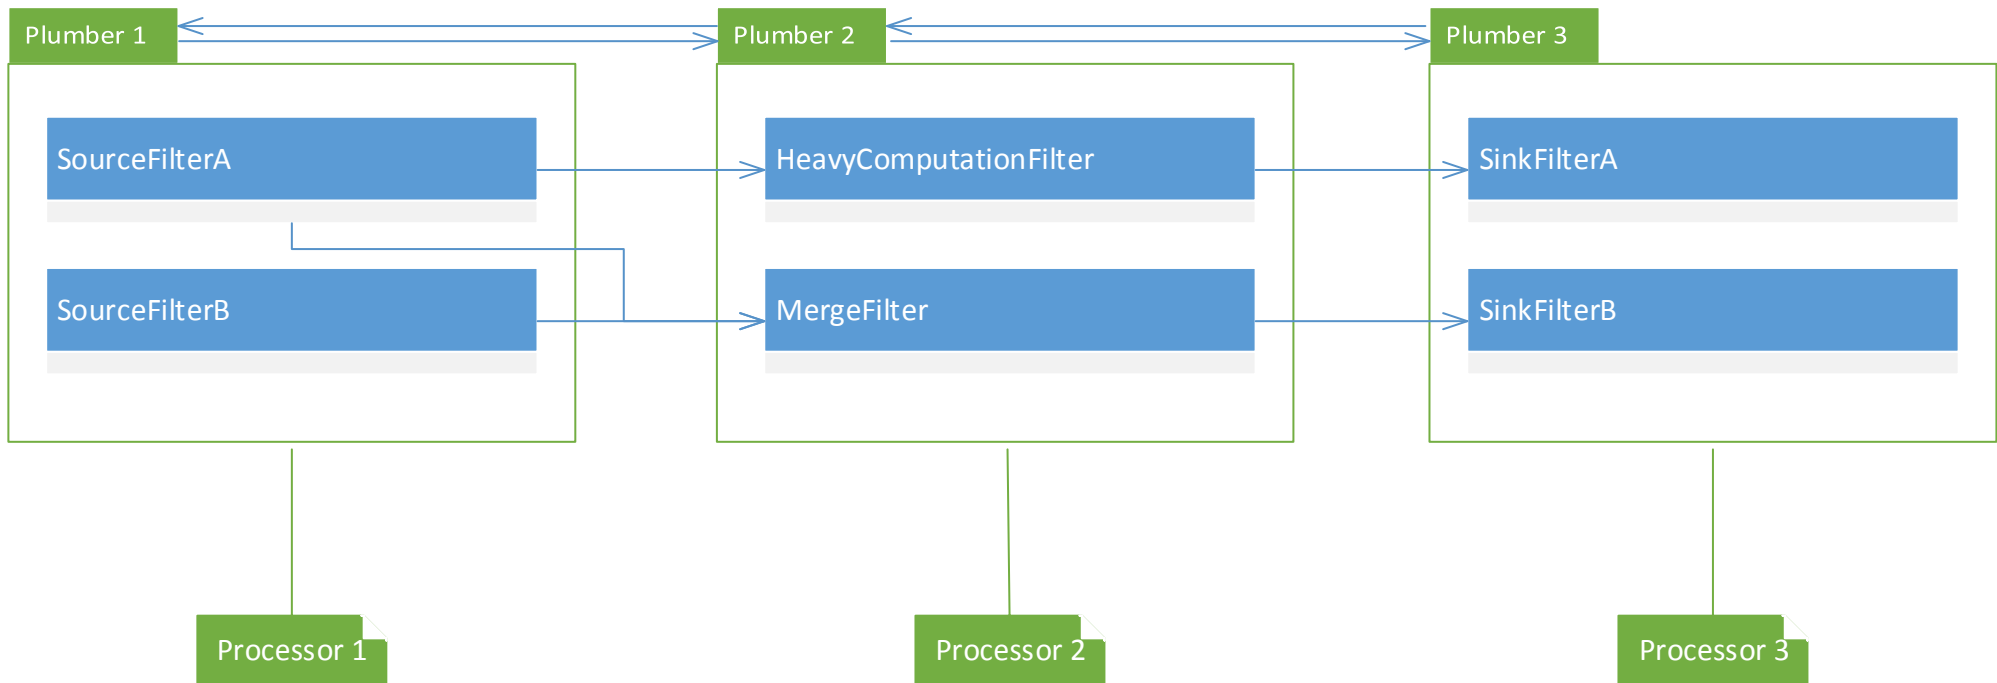 Plumber 1
Plumber 2
Plumber 3
SourceFilterA
HeavyComputationFilter
SinkFilterA
SourceFilterB
MergeFilter
SinkFilterB
Processor 1
Processor 2
Processor 3